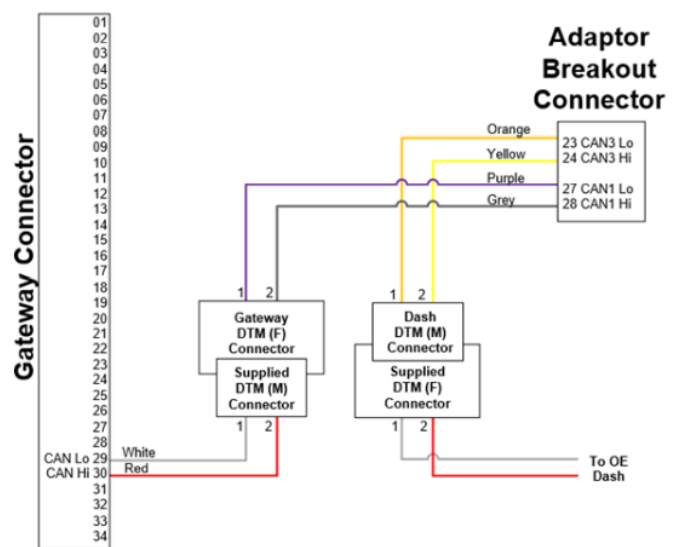 Gateway Connector
01
02
03
04
05
06
07
08
09
10
11
12
13
14
15
16
17
18
19
20
21
22
23
24
25
26
27
28
CAN Lo 29
CAN Hi 30
31
32
33
34
White
Red
Adaptor
Breakout
Connector
Orange
23 CAN3 Lo
Yellow
24 CAN3 Hi
Purple
27 CAN1 Lo
Grey
28 CAN1 Hi
1 2
Gateway
DTM (F)
Connector
Supplied
DTM (M)
Connector
1 2
1 2
Dash
DTM (M)
Connector
Supplied
DTM (F)
Connector
1 2
To OE
Dash